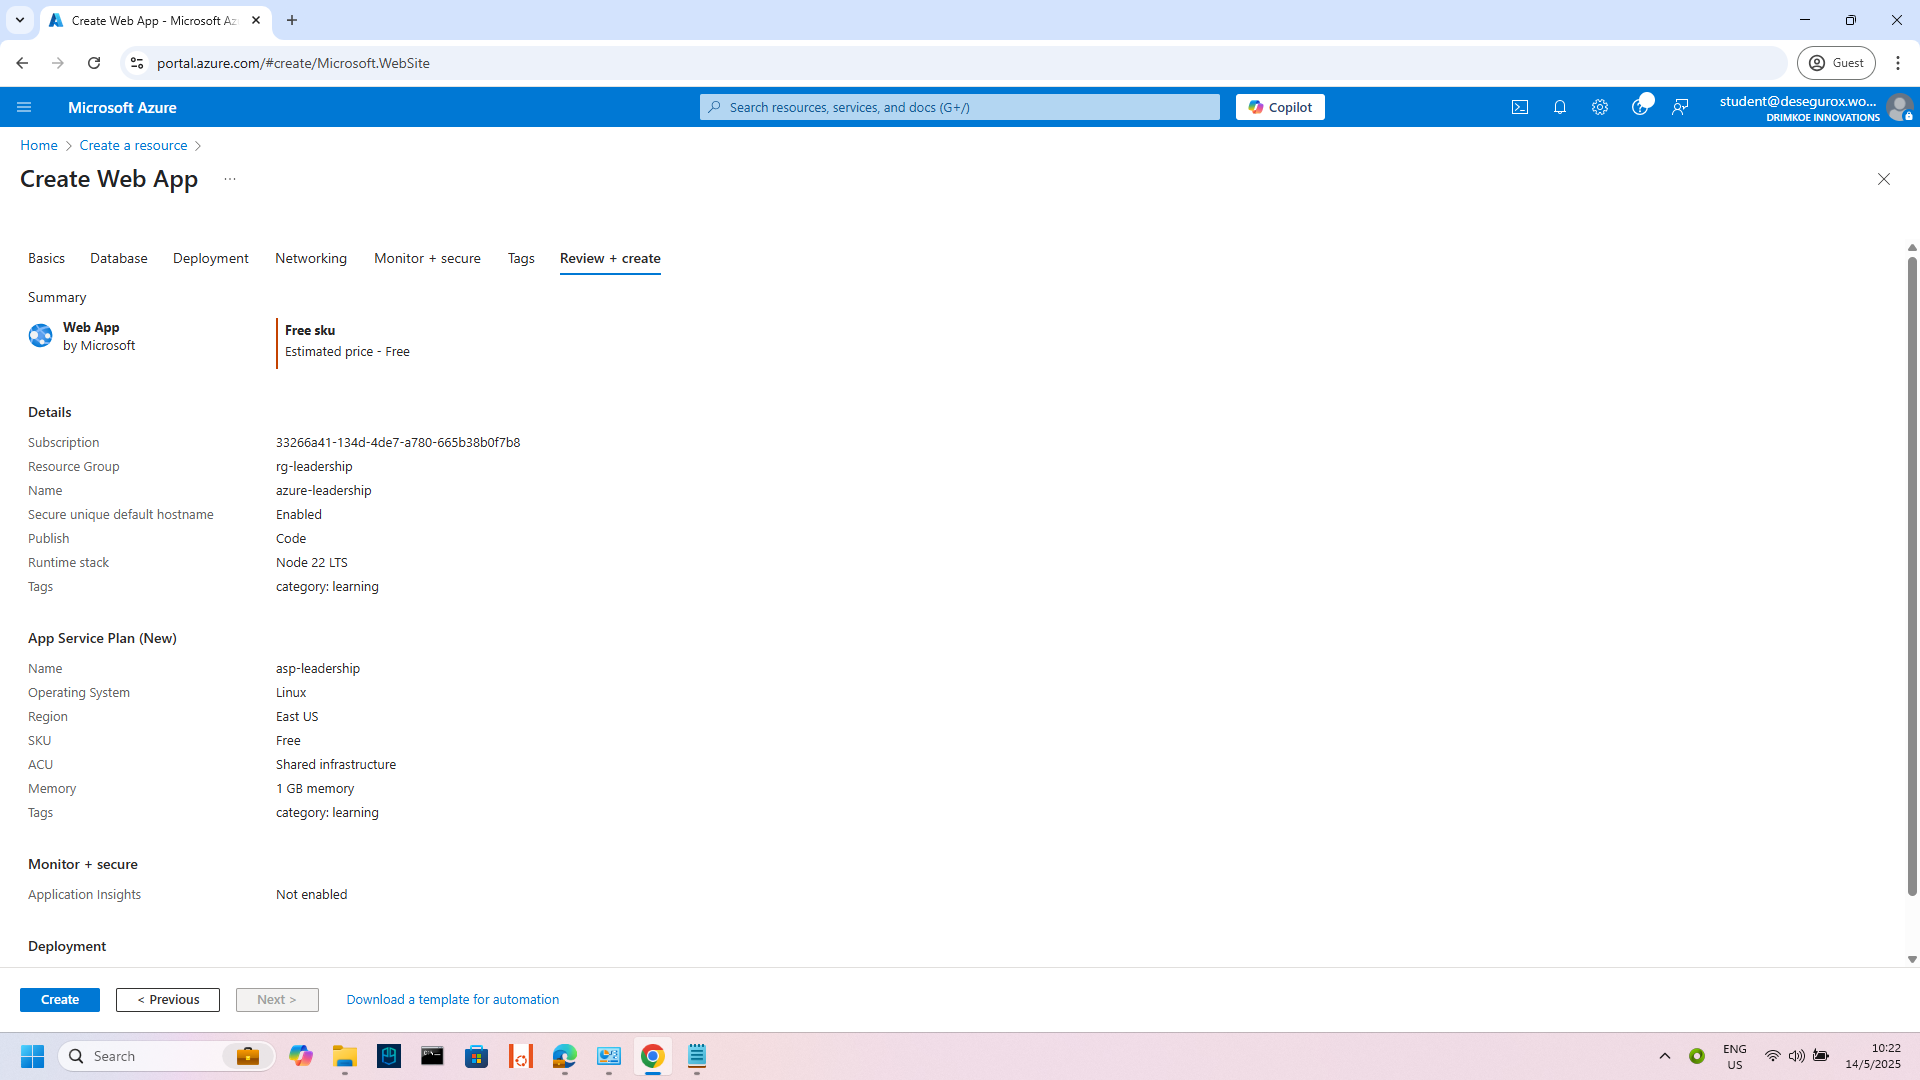 Create Web App - Microsoft Az
portal.azure.com/#create/Microsoft.WebSite
Guest
Microsoft Azure
Search resources, services, and docs (G+/)
Copilot
student@desegurox.wo...
DRIMKOE INNOVATIONS
Home
Create a resource
Create Web App
...
Basics
Database
Deployment
Networking
Monitor + secure
Tags
Review + create
Summary
Web App
by Microsoft
Free sku
Estimated price - Free
Details
Subscription 33266a41-134d-4de7-a780-665b38b0f7b8
Resource Group rg-leadership
Name azure-leadership
Secure unique default hostname Enabled
Publish Code
Runtime stack Node 22 LTS
Tags category: learning
App Service Plan (New)
Name asp-leadership
Operating System Linux
Region East US
SKU Free
ACU Shared infrastructure
Memory 1 GB memory
Tags category: learning
Monitor + secure
Application Insights Not enabled
Deployment
Create
< Previous
Next >
Download a template for automation
Search
ENG
US
10:22
14/5/2025